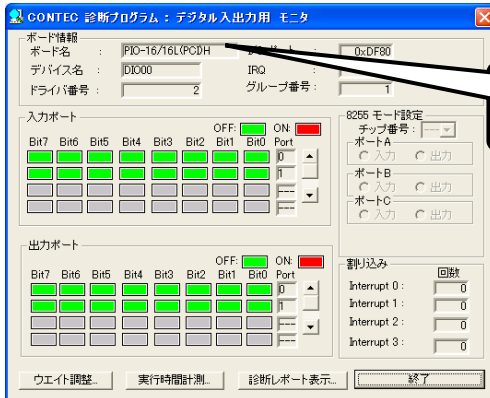 CONTEC 診断プログラム : デジタル入出力用 モニタ
ボード情報
ボード名 : PIO-16/16L(PCI)H 0xDF80
デバイス名 : DIO00 IRQ :
ドライバ番号 : 2 グループ番号 : 1
入力ポート
OFF: ON:
Bit7 Bit6 Bit5 Bit4 Bit3 Bit2 Bit1 Bit0 Port
0
1
---
---
8255 モード設定
チップ番号 : ---
ポートA
入力 出力
ポートB
入力 出力
ポートC
入力 出力
出力ポート
OFF: ON:
Bit7 Bit6 Bit5 Bit4 Bit3 Bit2 Bit1 Bit0 Port
0
1
---
---
割り込み
回数
Interrupt 0 : 0
Interrupt 1 : 0
Interrupt 2 : 0
Interrupt 3 : 0
ウエイト調整... 実行時間計測... 診断レポート表示... 終了